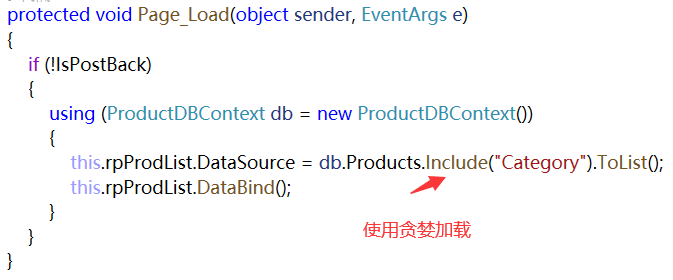 protected void Page_Load(object sender, EventArgs e)
{
if (!IsPostBack)
{
using (ProductDBContext db = new ProductDBContext())
{
this.rpProdList.DataSource = db.Products.Include("Category").ToList();
this.rpProdList.DataBind();
}
}
}
使用贪婪加载